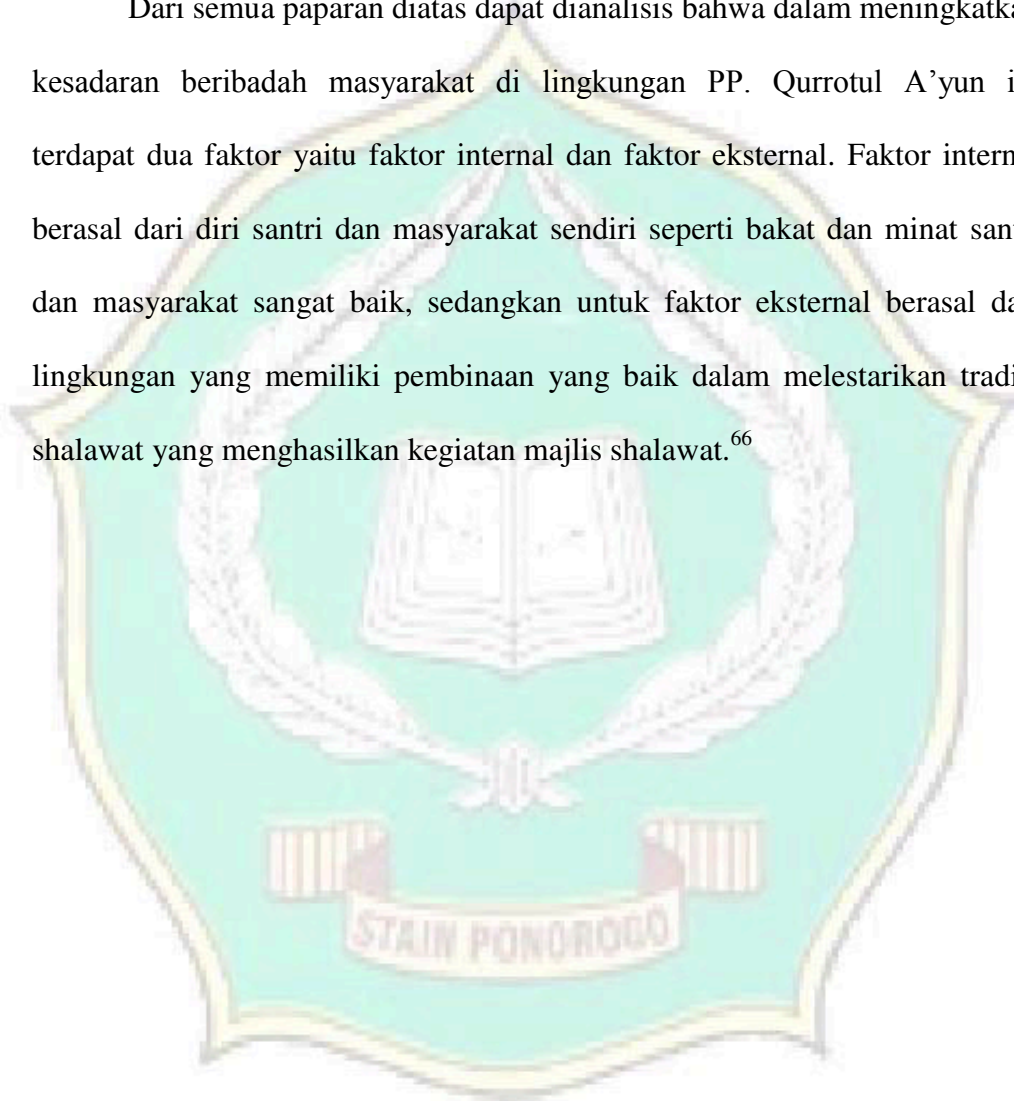 Dari semua paparan diatas dapat dianalisis bahwa dalam meningkatka
kesadaran beribadah masyarakat di lingkungan PP. Qurrotul A’yun i
terdapat dua faktor yaitu faktor internal dan faktor eksternal. Faktor intern
berasal dari diri santri dan masyarakat sendiri seperti bakat dan minat san
dan masyarakat sangat baik, sedangkan untuk faktor eksternal berasal da
lingkungan yang memiliki pembinaan yang baik dalam melestarikan tradi
shalawat yang menghasilkan kegiatan majlis shalawat.66
STAIN PONOROGO